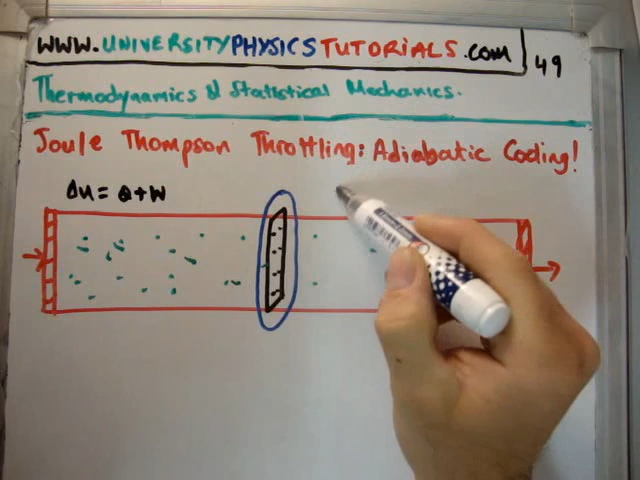 www.UNIVERSITYPHYSICSTUTORIALS.com 49
Thermodynamics & Statistical Mechanics.
Joule Thompson Throttling: Adiabatic Cooling!
Δu = Q+W